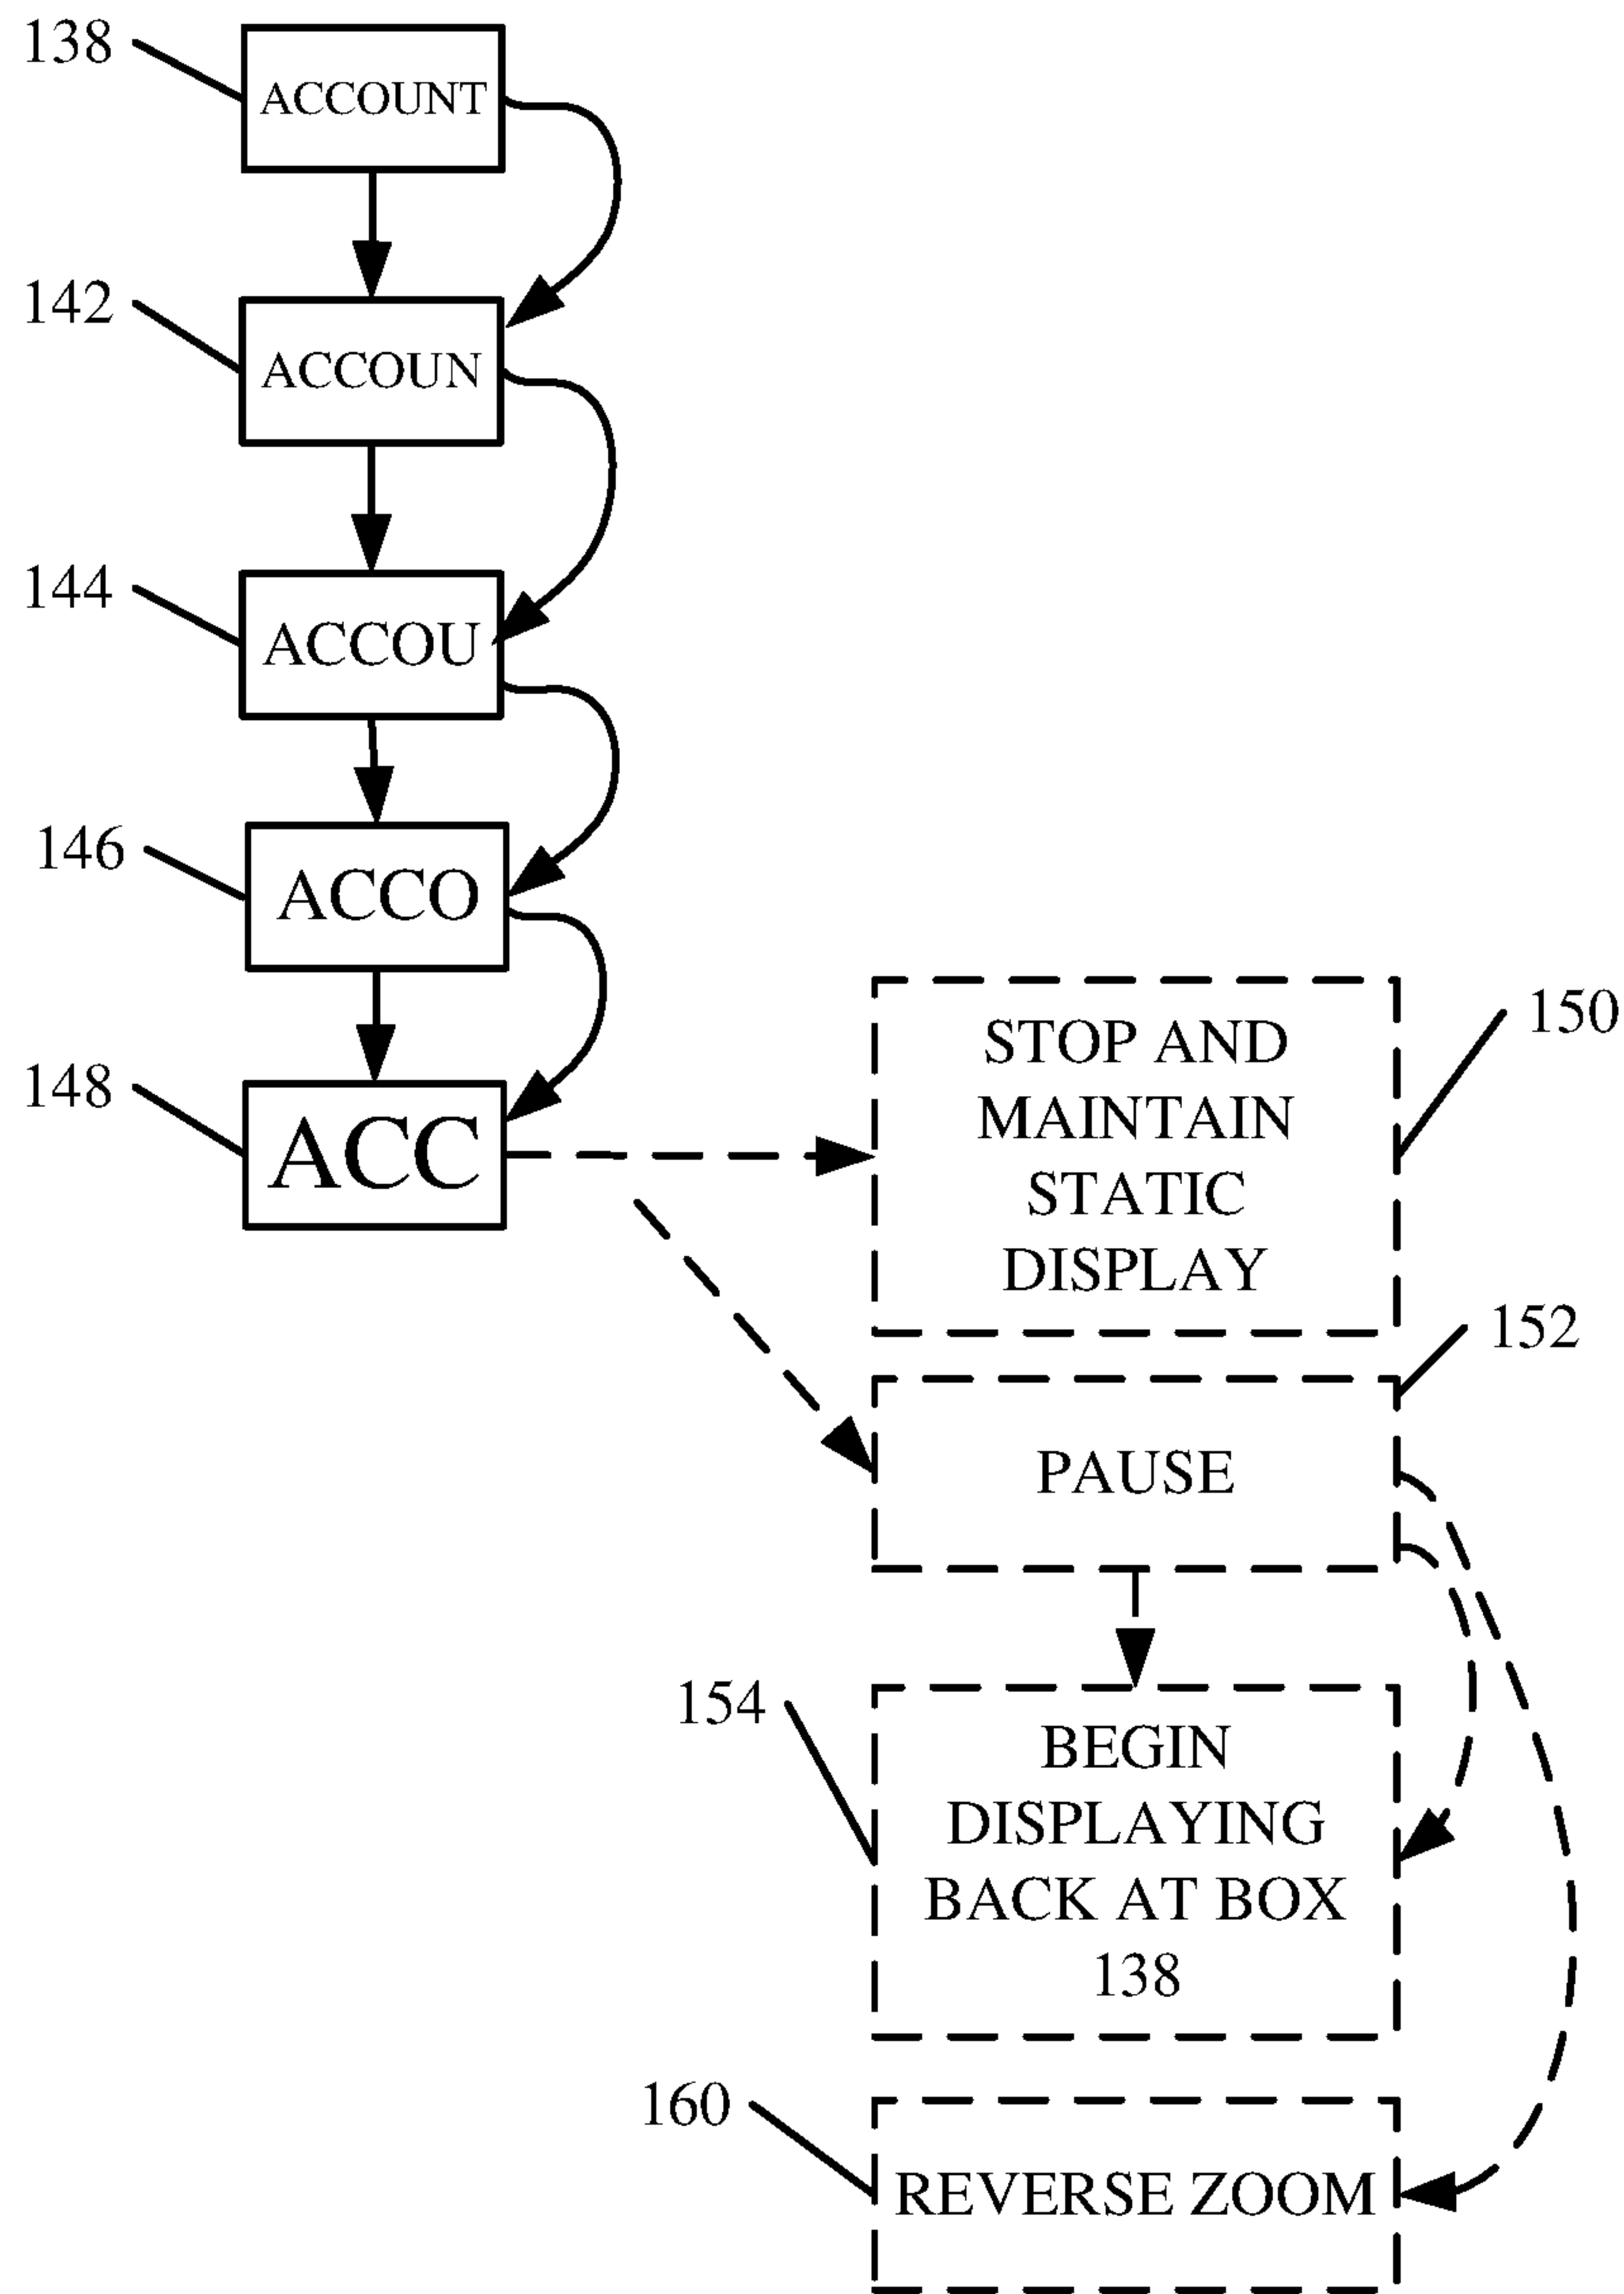 138
ACCOUNT
142
ACCOUN
144
ACCOU
146
ACCO
148
ACC
150
STOP AND
MAINTAIN
STATIC
DISPLAY
152
PAUSE
154
BEGIN
DISPLAYING
BACK AT BOX
138
160
REVERSE ZOOM